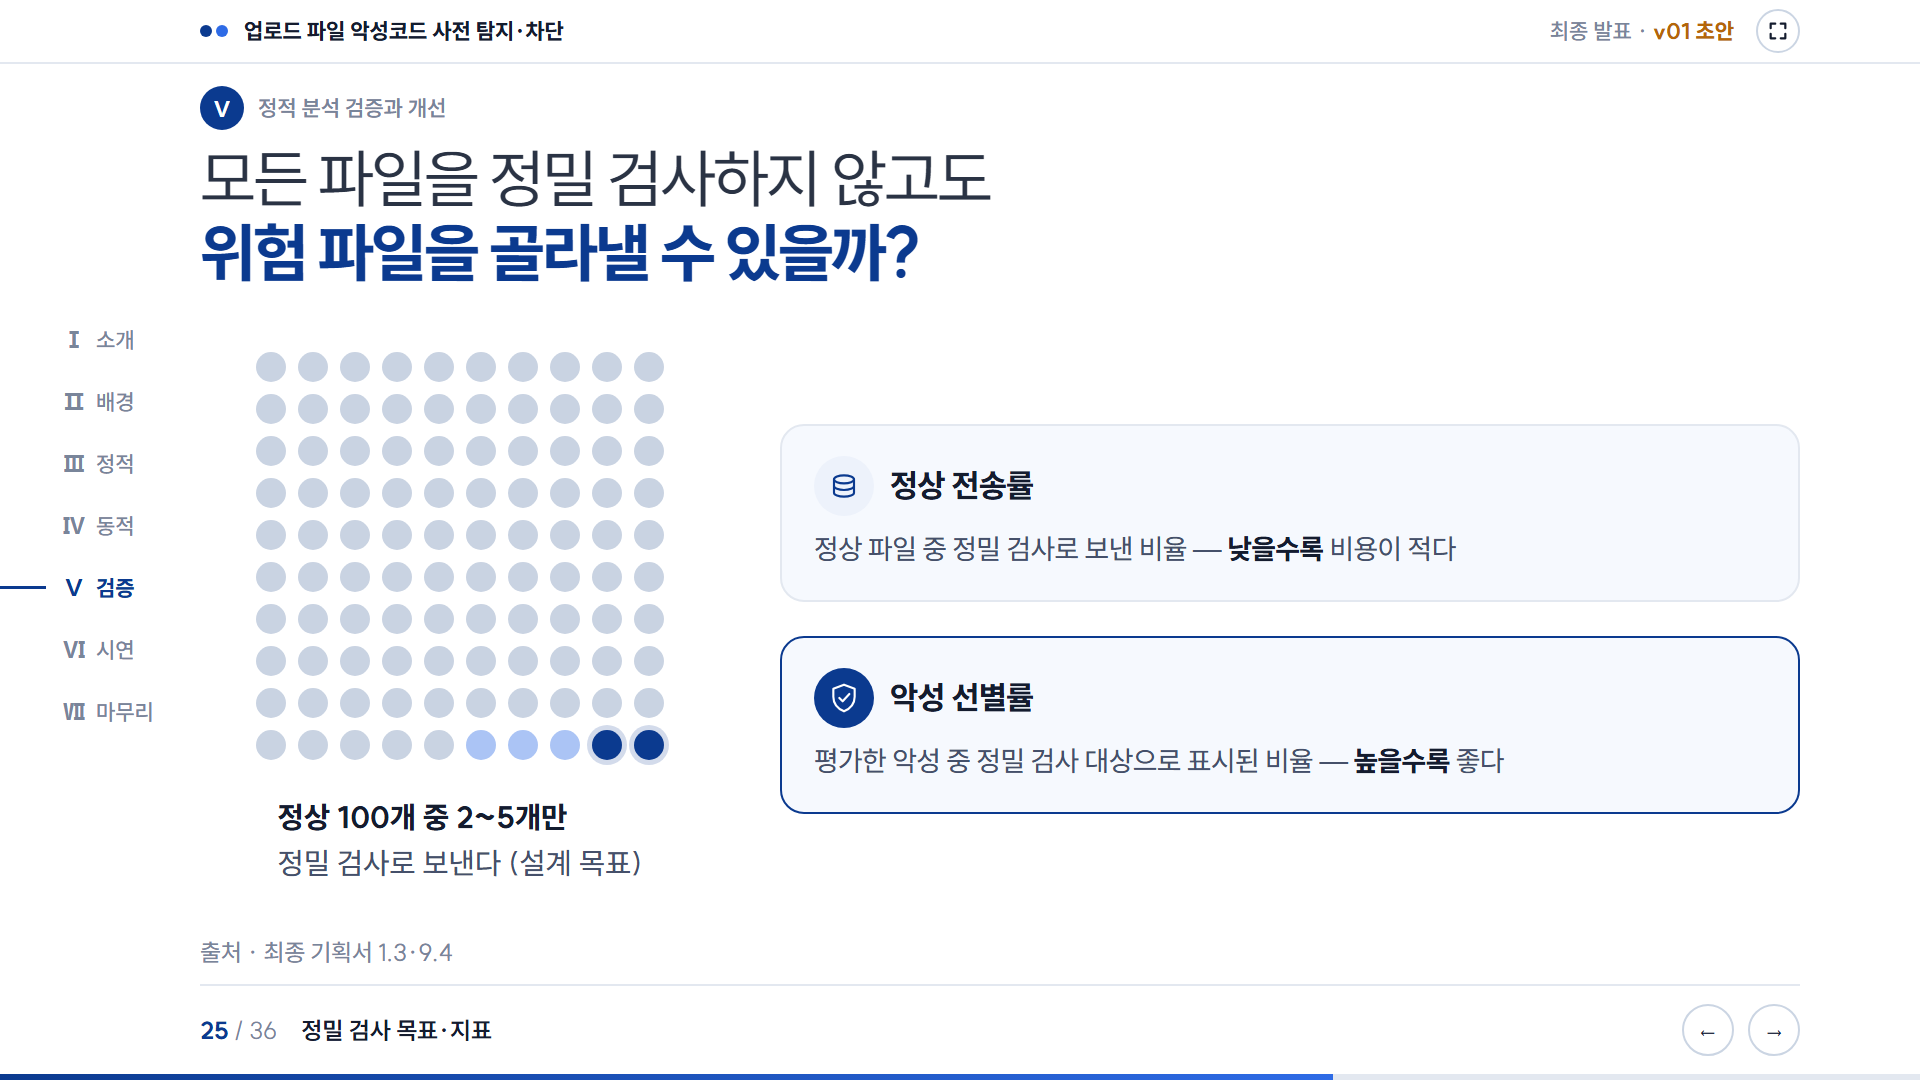 업로드 파일 악성코드 사전 탐지·차단
최종 발표 · v01 초안
V 정적 분석 검증과 개선
모든 파일을 정밀 검사하지 않고도
위험 파일을 골라낼 수 있을까?
I 소개
II 배경
III 정적
IV 동적
V 검증
VI 시연
VII 마무리
정상 100개 중 2~5개만
정밀 검사로 보낸다 (설계 목표)
정상 전송률
정상 파일 중 정밀 검사로 보낸 비율 — 낮을수록 비용이 적다
악성 선별률
평가한 악성 중 정밀 검사 대상으로 표시된 비율 — 높을수록 좋다
출처 · 최종 기획서 1.3·9.4
25 / 36 정밀 검사 목표·지표
← →